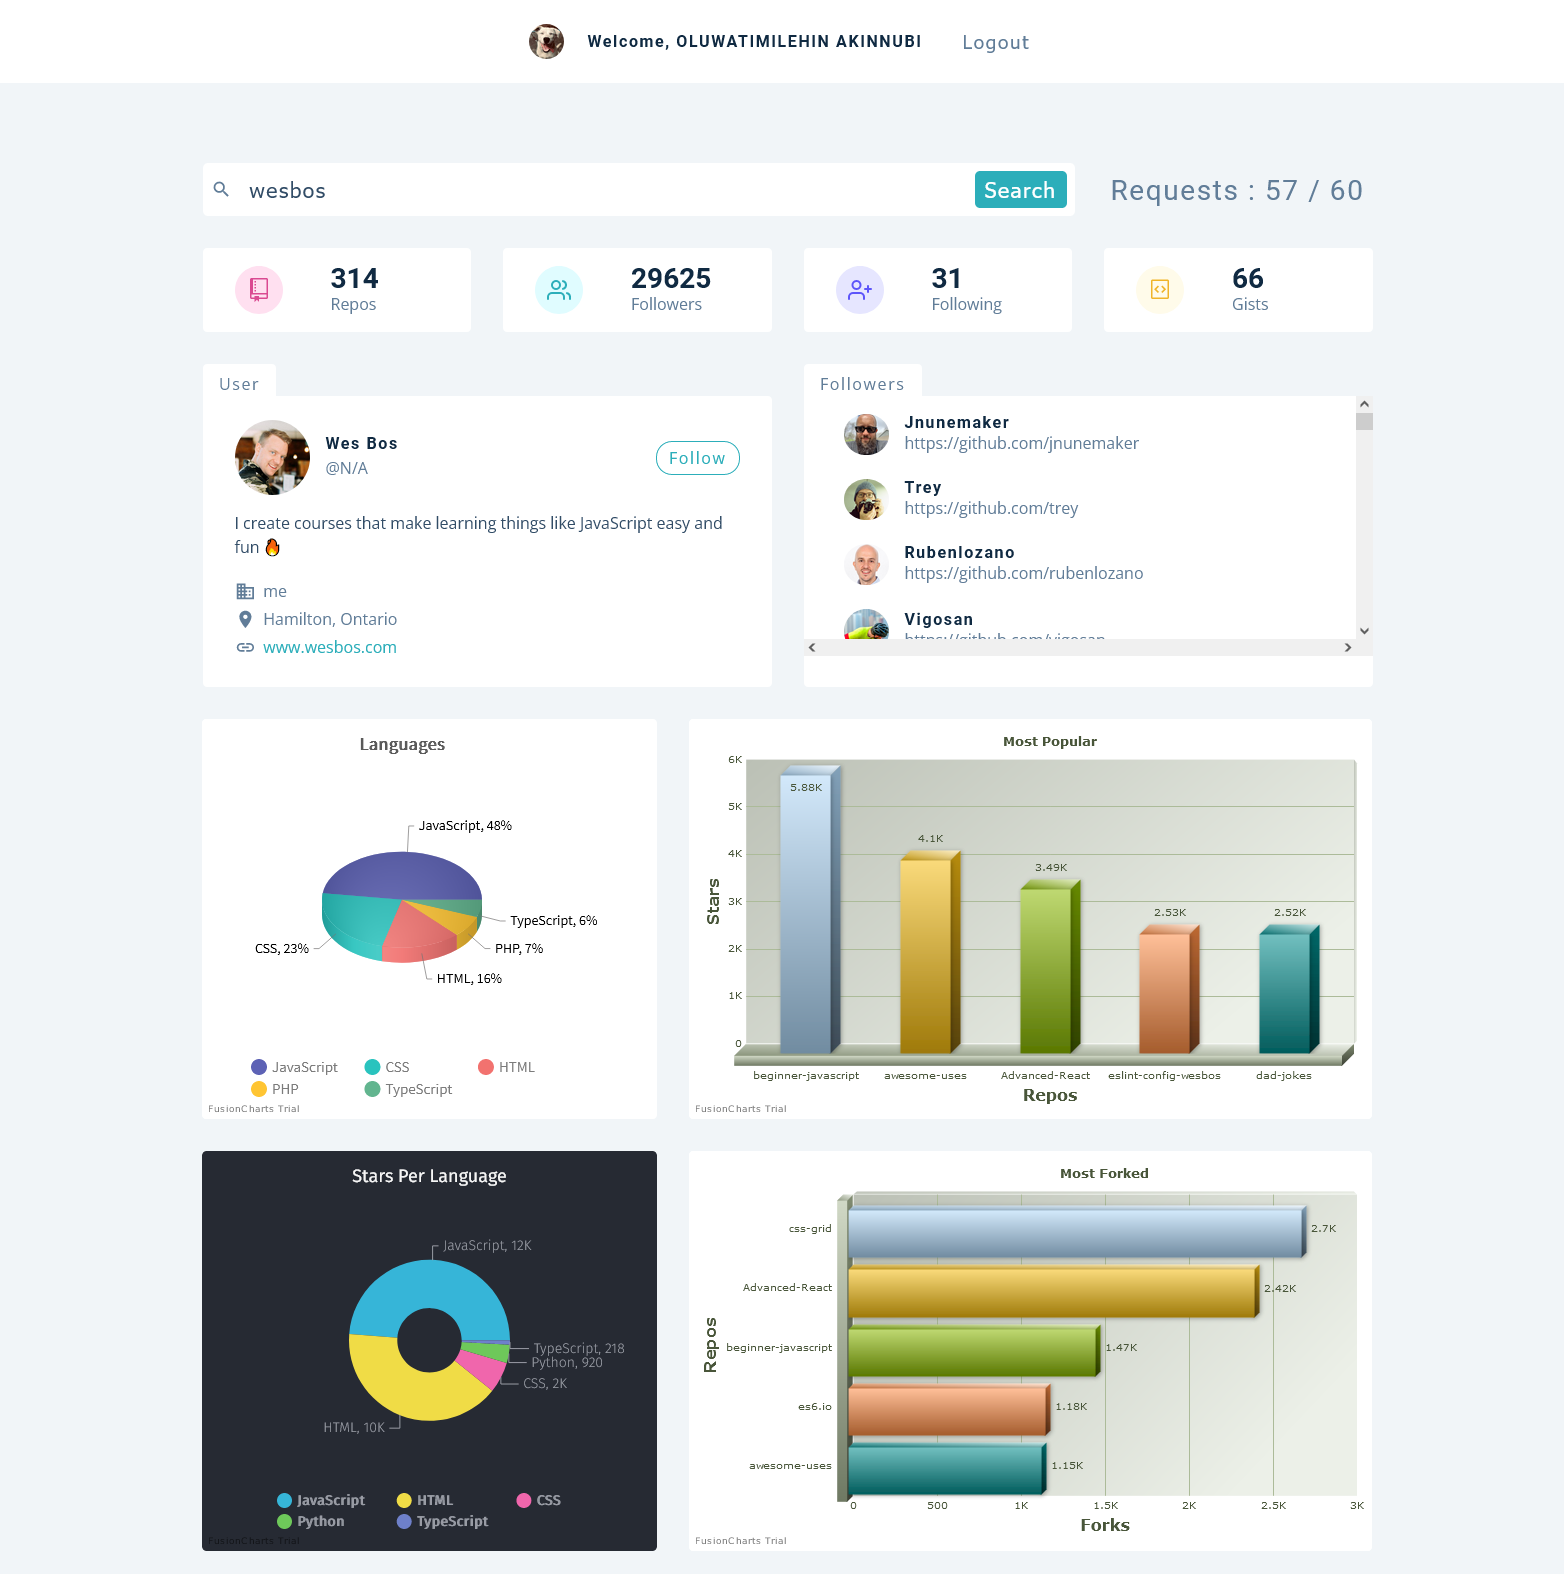 Welcome, OLUWATIMILEHIN AKINNUBI
Logout
wesbos
Search
Requests : 57 / 60
314
Repos
29625
Followers
31
Following
66
Gists
User
Wes Bos
@N/A
Follow
I create courses that make learning things like JavaScript easy and
fun 🔥
me
Hamilton, Ontario
www.wesbos.com
Followers
Jnunemaker
https://github.com/jnunemaker
Trey
https://github.com/trey
Rubenlozano
https://github.com/rubenlozano
Vigosan
https://github.com/vigosan
Languages
JavaScript, 48%
TypeScript, 6%
CSS, 23%
PHP, 7%
HTML, 16%
JavaScript
CSS
HTML
PHP
TypeScript
FusionCharts Trial
Most Popular
Stars
6K
5K
4K
3K
2K
1K
0
5.88K
4.1K
3.49K
2.53K
2.52K
beginner-javascript
awesome-uses
Advanced-React
eslint-config-wesbos
dad-jokes
Repos
FusionCharts Trial
Stars Per Language
JavaScript, 12K
TypeScript, 218
Python, 920
CSS, 2K
HTML, 10K
JavaScript
HTML
CSS
Python
TypeScript
FusionCharts Trial
Most Forked
Repos
css-grid
2.7K
Advanced-React
2.42K
beginner-javascript
1.47K
es6.io
1.18K
awesome-uses
1.15K
0
500
1K
1.5K
2K
2.5K
3K
Forks
FusionCharts Trial